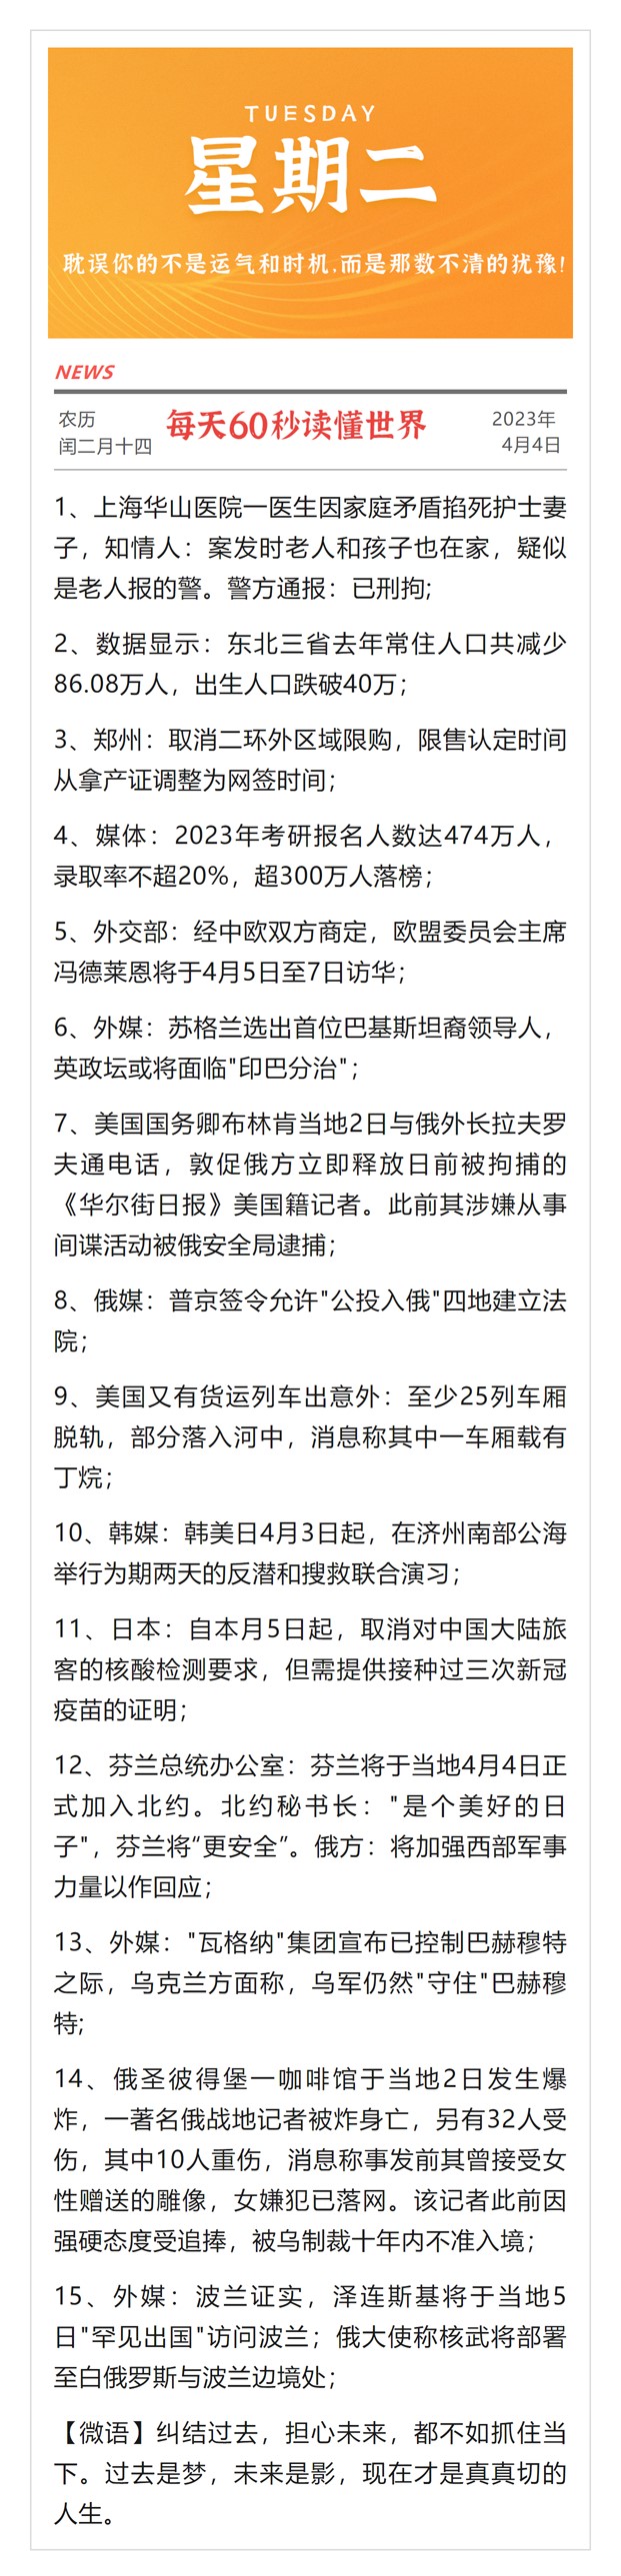 TUESDAY
星期二
耽误你的不是运气和时机,而是那数不清的犹豫!
NEWS
农历
闰二月十四
每天60秒读懂世界
2023年
4月4日
1、上海华山医院一医生因家庭矛盾掐死护士妻
子，知情人：案发时老人和孩子也在家，疑似
是老人报的警。警方通报：已刑拘;
2、数据显示：东北三省去年常住人口共减少
86.08万人，出生人口跌破40万；
3、郑州：取消二环外区域限购，限售认定时间
从拿产证调整为网签时间；
4、媒体：2023年考研报名人数达474万人，
录取率不超20%，超300万人落榜；
5、外交部：经中欧双方商定，欧盟委员会主席
冯德莱恩将于4月5日至7日访华；
6、外媒：苏格兰选出首位巴基斯坦裔领导人，
英政坛或将面临"印巴分治"；
7、美国国务卿布林肯当地2日与俄外长拉夫罗
夫通电话，敦促俄方立即释放日前被拘捕的
《华尔街日报》美国籍记者。此前其涉嫌从事
间谍活动被俄安全局逮捕；
8、俄媒：普京签令允许"公投入俄"四地建立法
院；
9、美国又有货运列车出意外：至少25列车厢
脱轨，部分落入河中，消息称其中一车厢载有
丁烷；
10、韩媒：韩美日4月3日起，在济州南部公海
举行为期两天的反潜和搜救联合演习；
11、日本：自本月5日起，取消对中国大陆旅
客的核酸检测要求，但需提供接种过三次新冠
疫苗的证明；
12、芬兰总统办公室：芬兰将于当地4月4日正
式加入北约。北约秘书长："是个美好的日
子"，芬兰将“更安全”。俄方：将加强西部军事
力量以作回应；
13、外媒："瓦格纳"集团宣布已控制巴赫穆特
之际，乌克兰方面称，乌军仍然"守住"巴赫穆
特;
14、俄圣彼得堡一咖啡馆于当地2日发生爆
炸，一著名俄战地记者被炸身亡，另有32人受
伤，其中10人重伤，消息称事发前其曾接受女
性赠送的雕像，女嫌犯已落网。该记者此前因
强硬态度受追捧，被乌制裁十年内不准入境；
15、外媒：波兰证实，泽连斯基将于当地5
日"罕见出国"访问波兰；俄大使称核武将部署
至白俄罗斯与波兰边境处；
【微语】纠结过去，担心未来，都不如抓住当
下。过去是梦，未来是影，现在才是真真切的
人生。